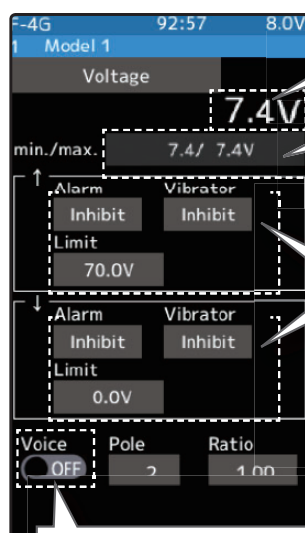 F-4G 92:57 8.0V
1 Model 1
Voltage
7.4V
min./max. 7.4/ 7.4V
↑
Alarm Vibrator
Inhibit Inhibit
Limit
70.0V
↓
Alarm Vibrator
Inhibit Inhibit
Limit
0.0V
Voice Pole Ratio
OFF 2 1.00